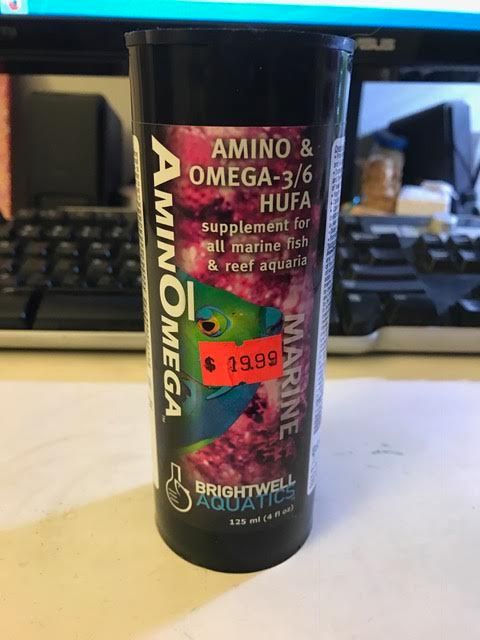 ASUS
AMINO &
OMEGA-3/6
HUFA
supplement for
all marine fish
& reef aquaria
AMINŌMEGA™
$ 19.99
MARINE
BRIGHTWELL
AQUATICS
125 ml (4 fl oz)